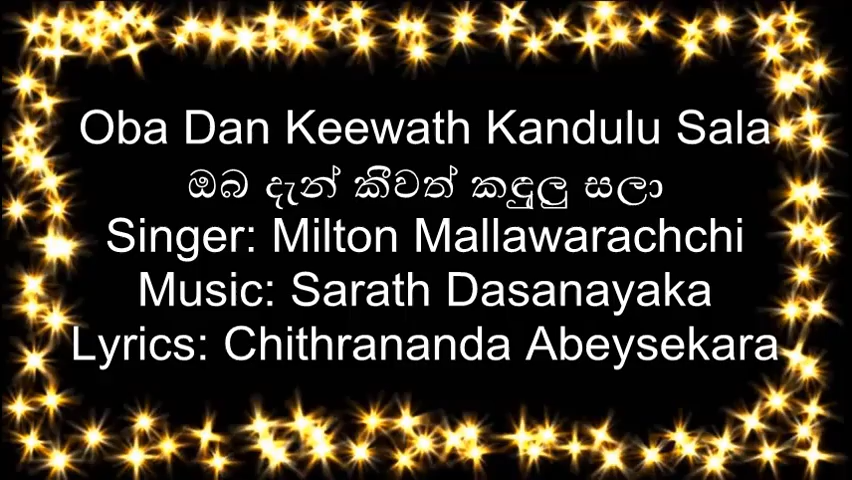 Oba Dan Keewath Kandulu Sala
ඔබ දැන් කීවත් කඳුලු සලා
Singer: Milton Mallawarachchi
Music: Sarath Dasanayaka
Lyrics: Chithrananda Abeysekara